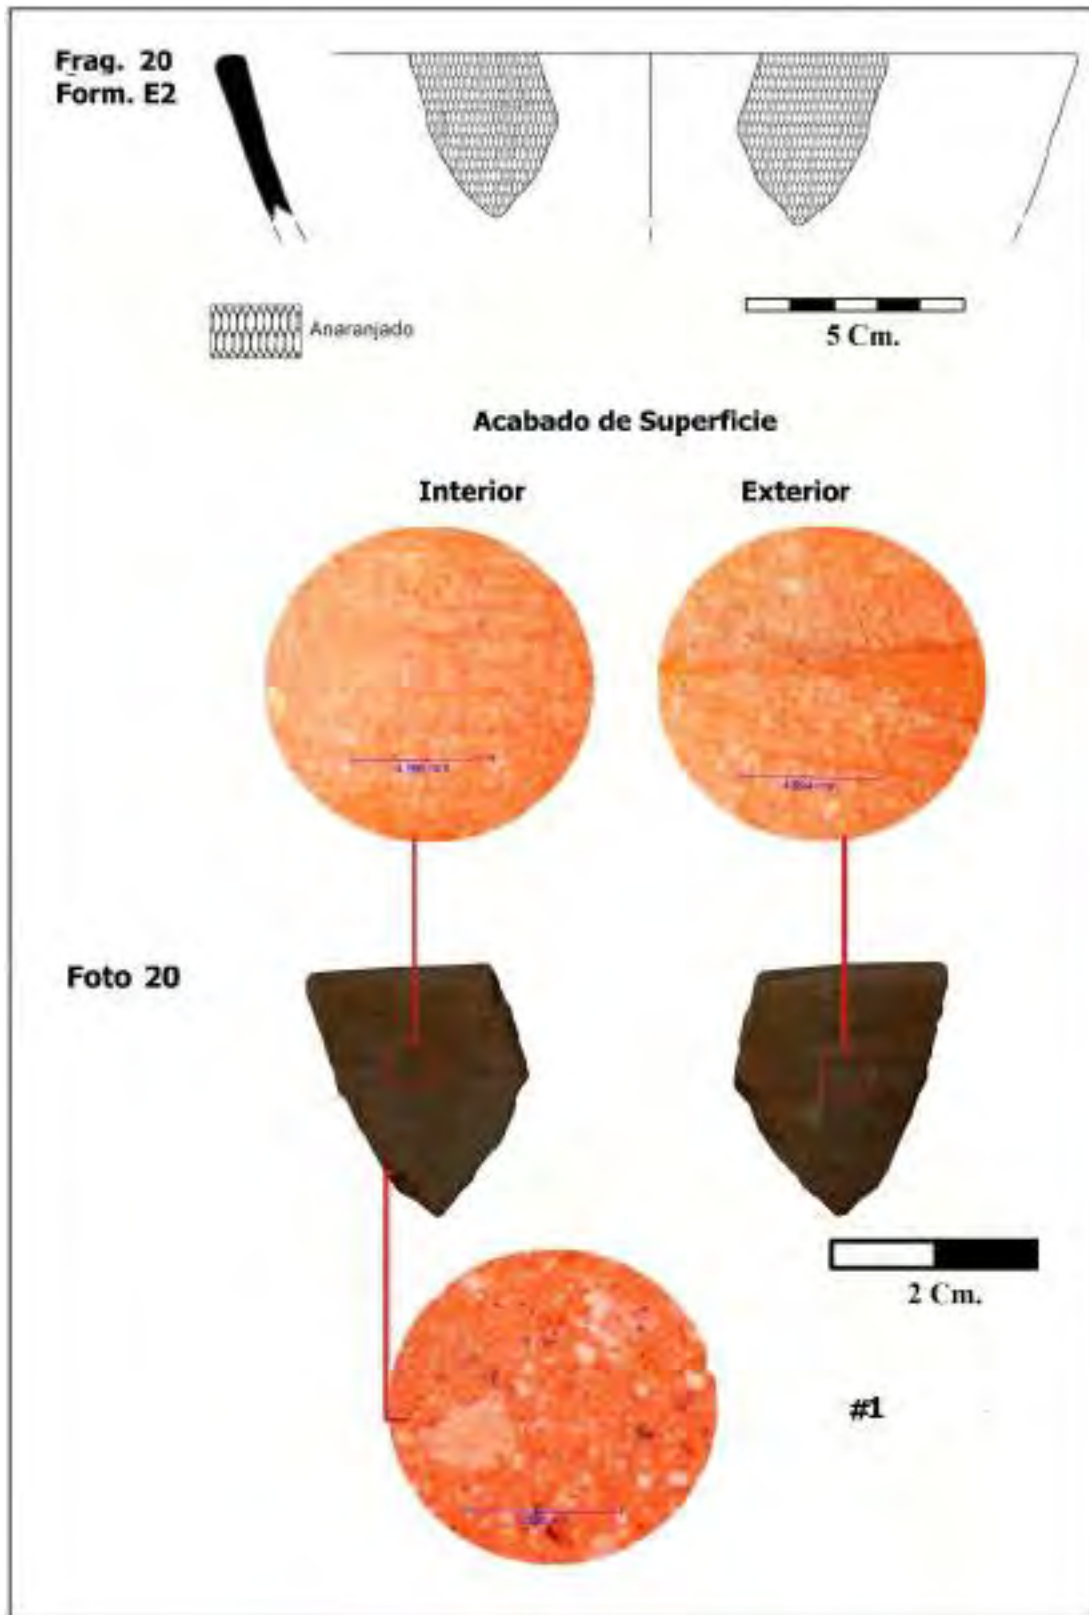 Frag. 20
Form. E2
Anaranjado
5 Cm.
Acabado de Superficie
Interior
Exterior
Foto 20
2 Cm.
#1